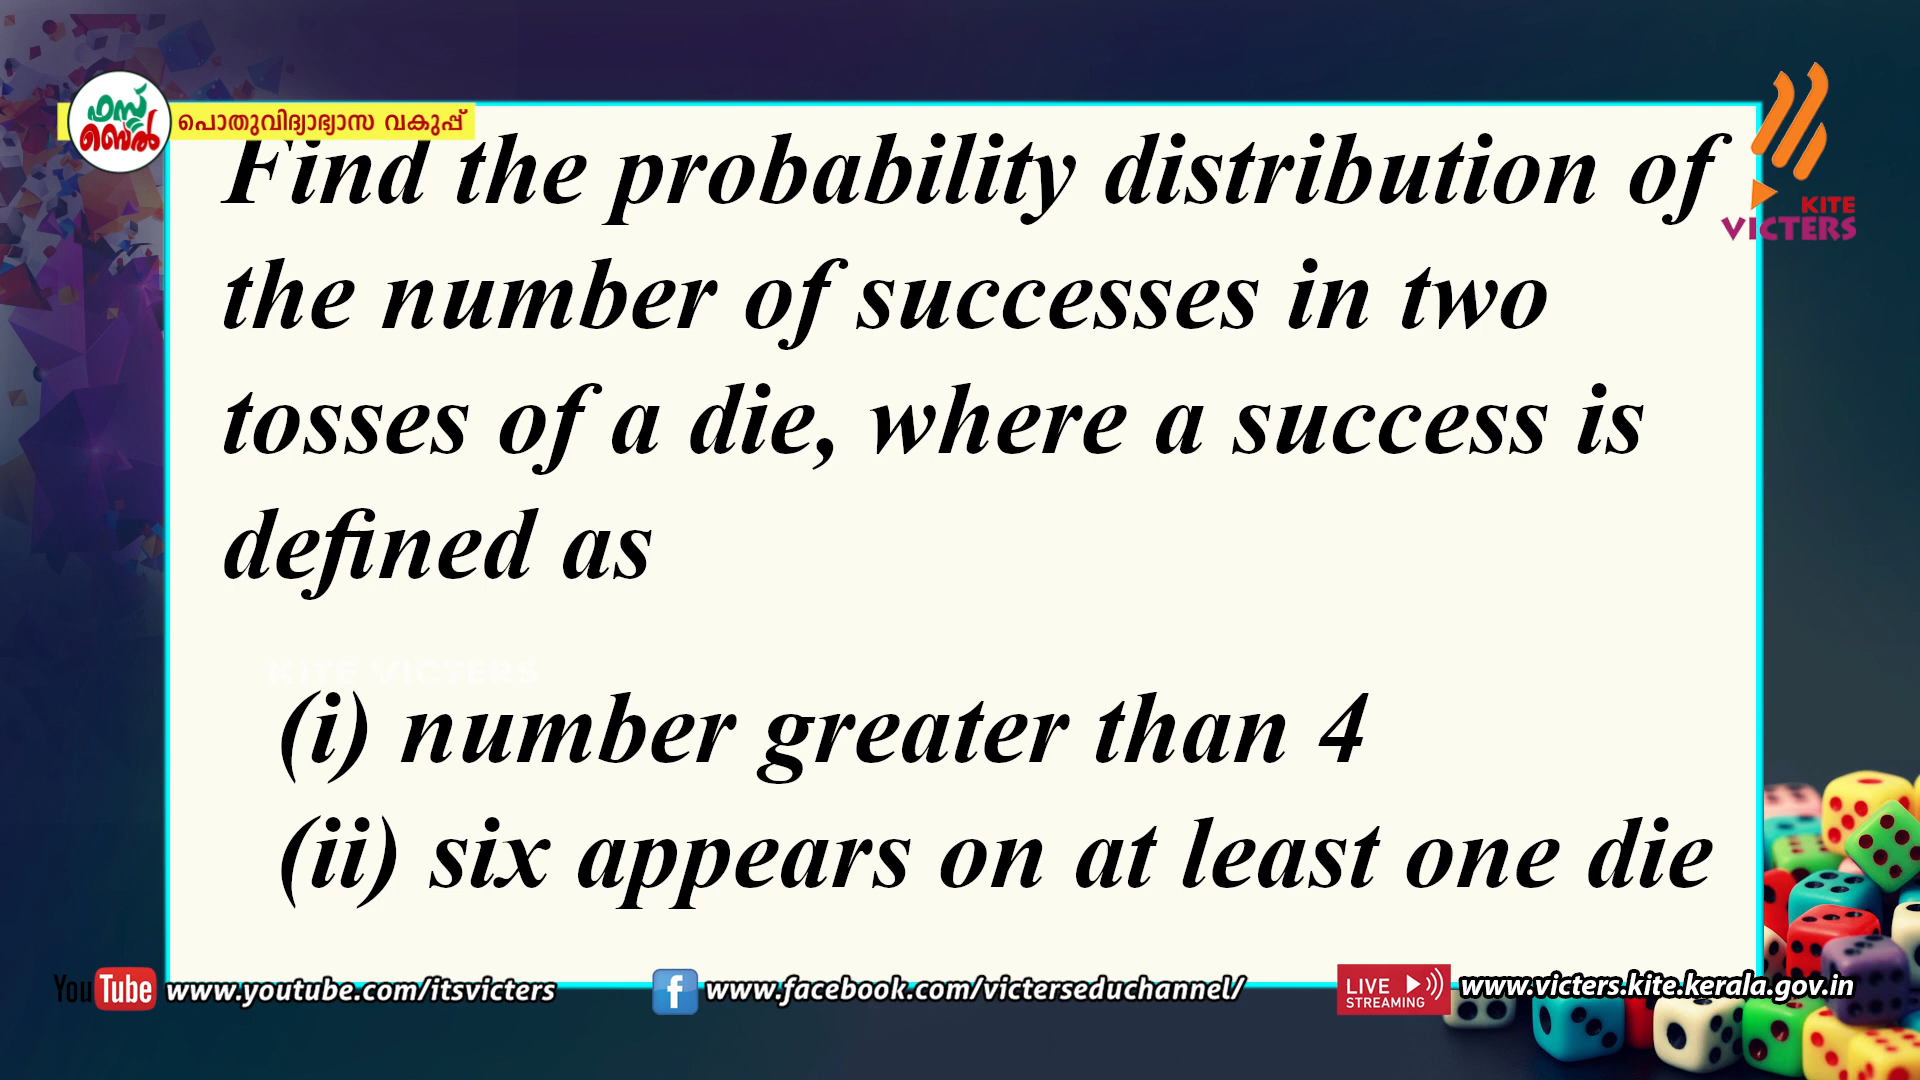 ഫസ്റ്റ്
ബെൽ
പൊതുവിദ്യാഭ്യാസ വകുപ്പ്
KITE
VICTERS
Find the probability distribution of
the number of successes in two
tosses of a die, where a success is
defined as
KITE VICTERS
(i) number greater than 4
(ii) six appears on at least one die
YouTube www.youtube.com/itsvicters
f www.facebook.com/victerseduchannel/
LIVE
STREAMING
www.victers.kite.kerala.gov.in